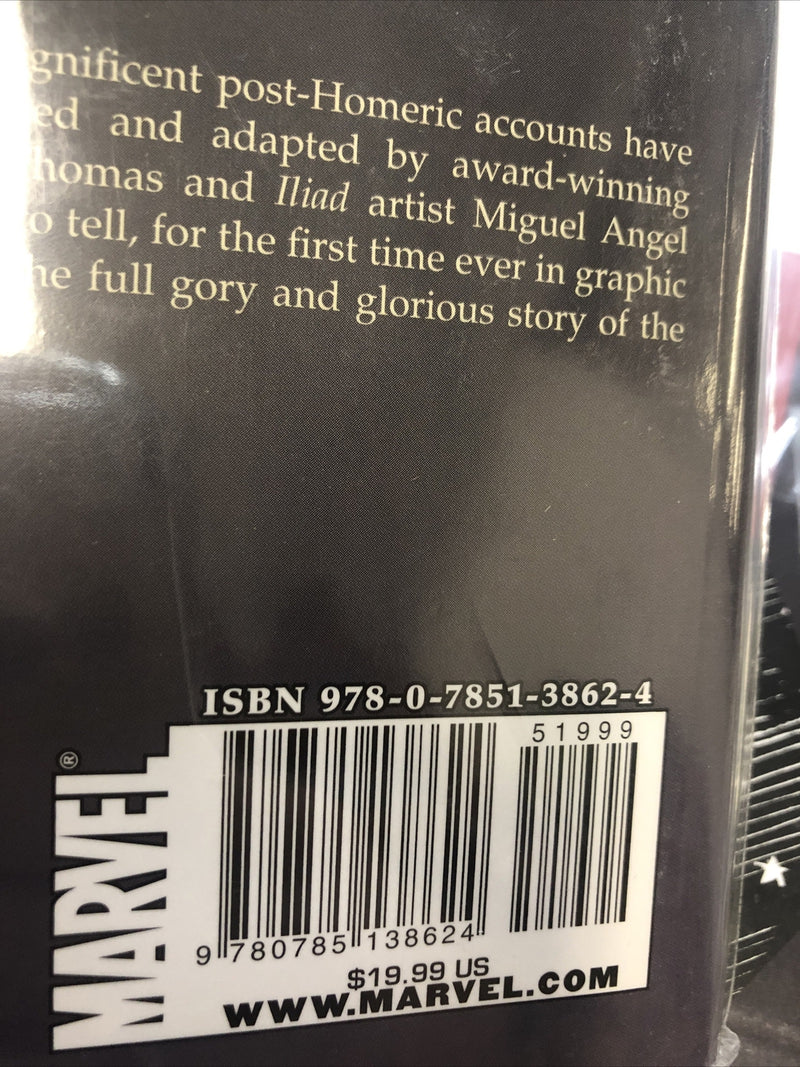 gnificent post-Homeric accounts have
ed and adapted by award-winning
homas and Iliad artist Miguel Angel
o tell, for the first time ever in graphic
he full gory and glorious story of the
ISBN 978-0-7851-3862-4
51999
9 780785 138624
$19.99 US
WWW.MARVEL.COM
MARVEL®